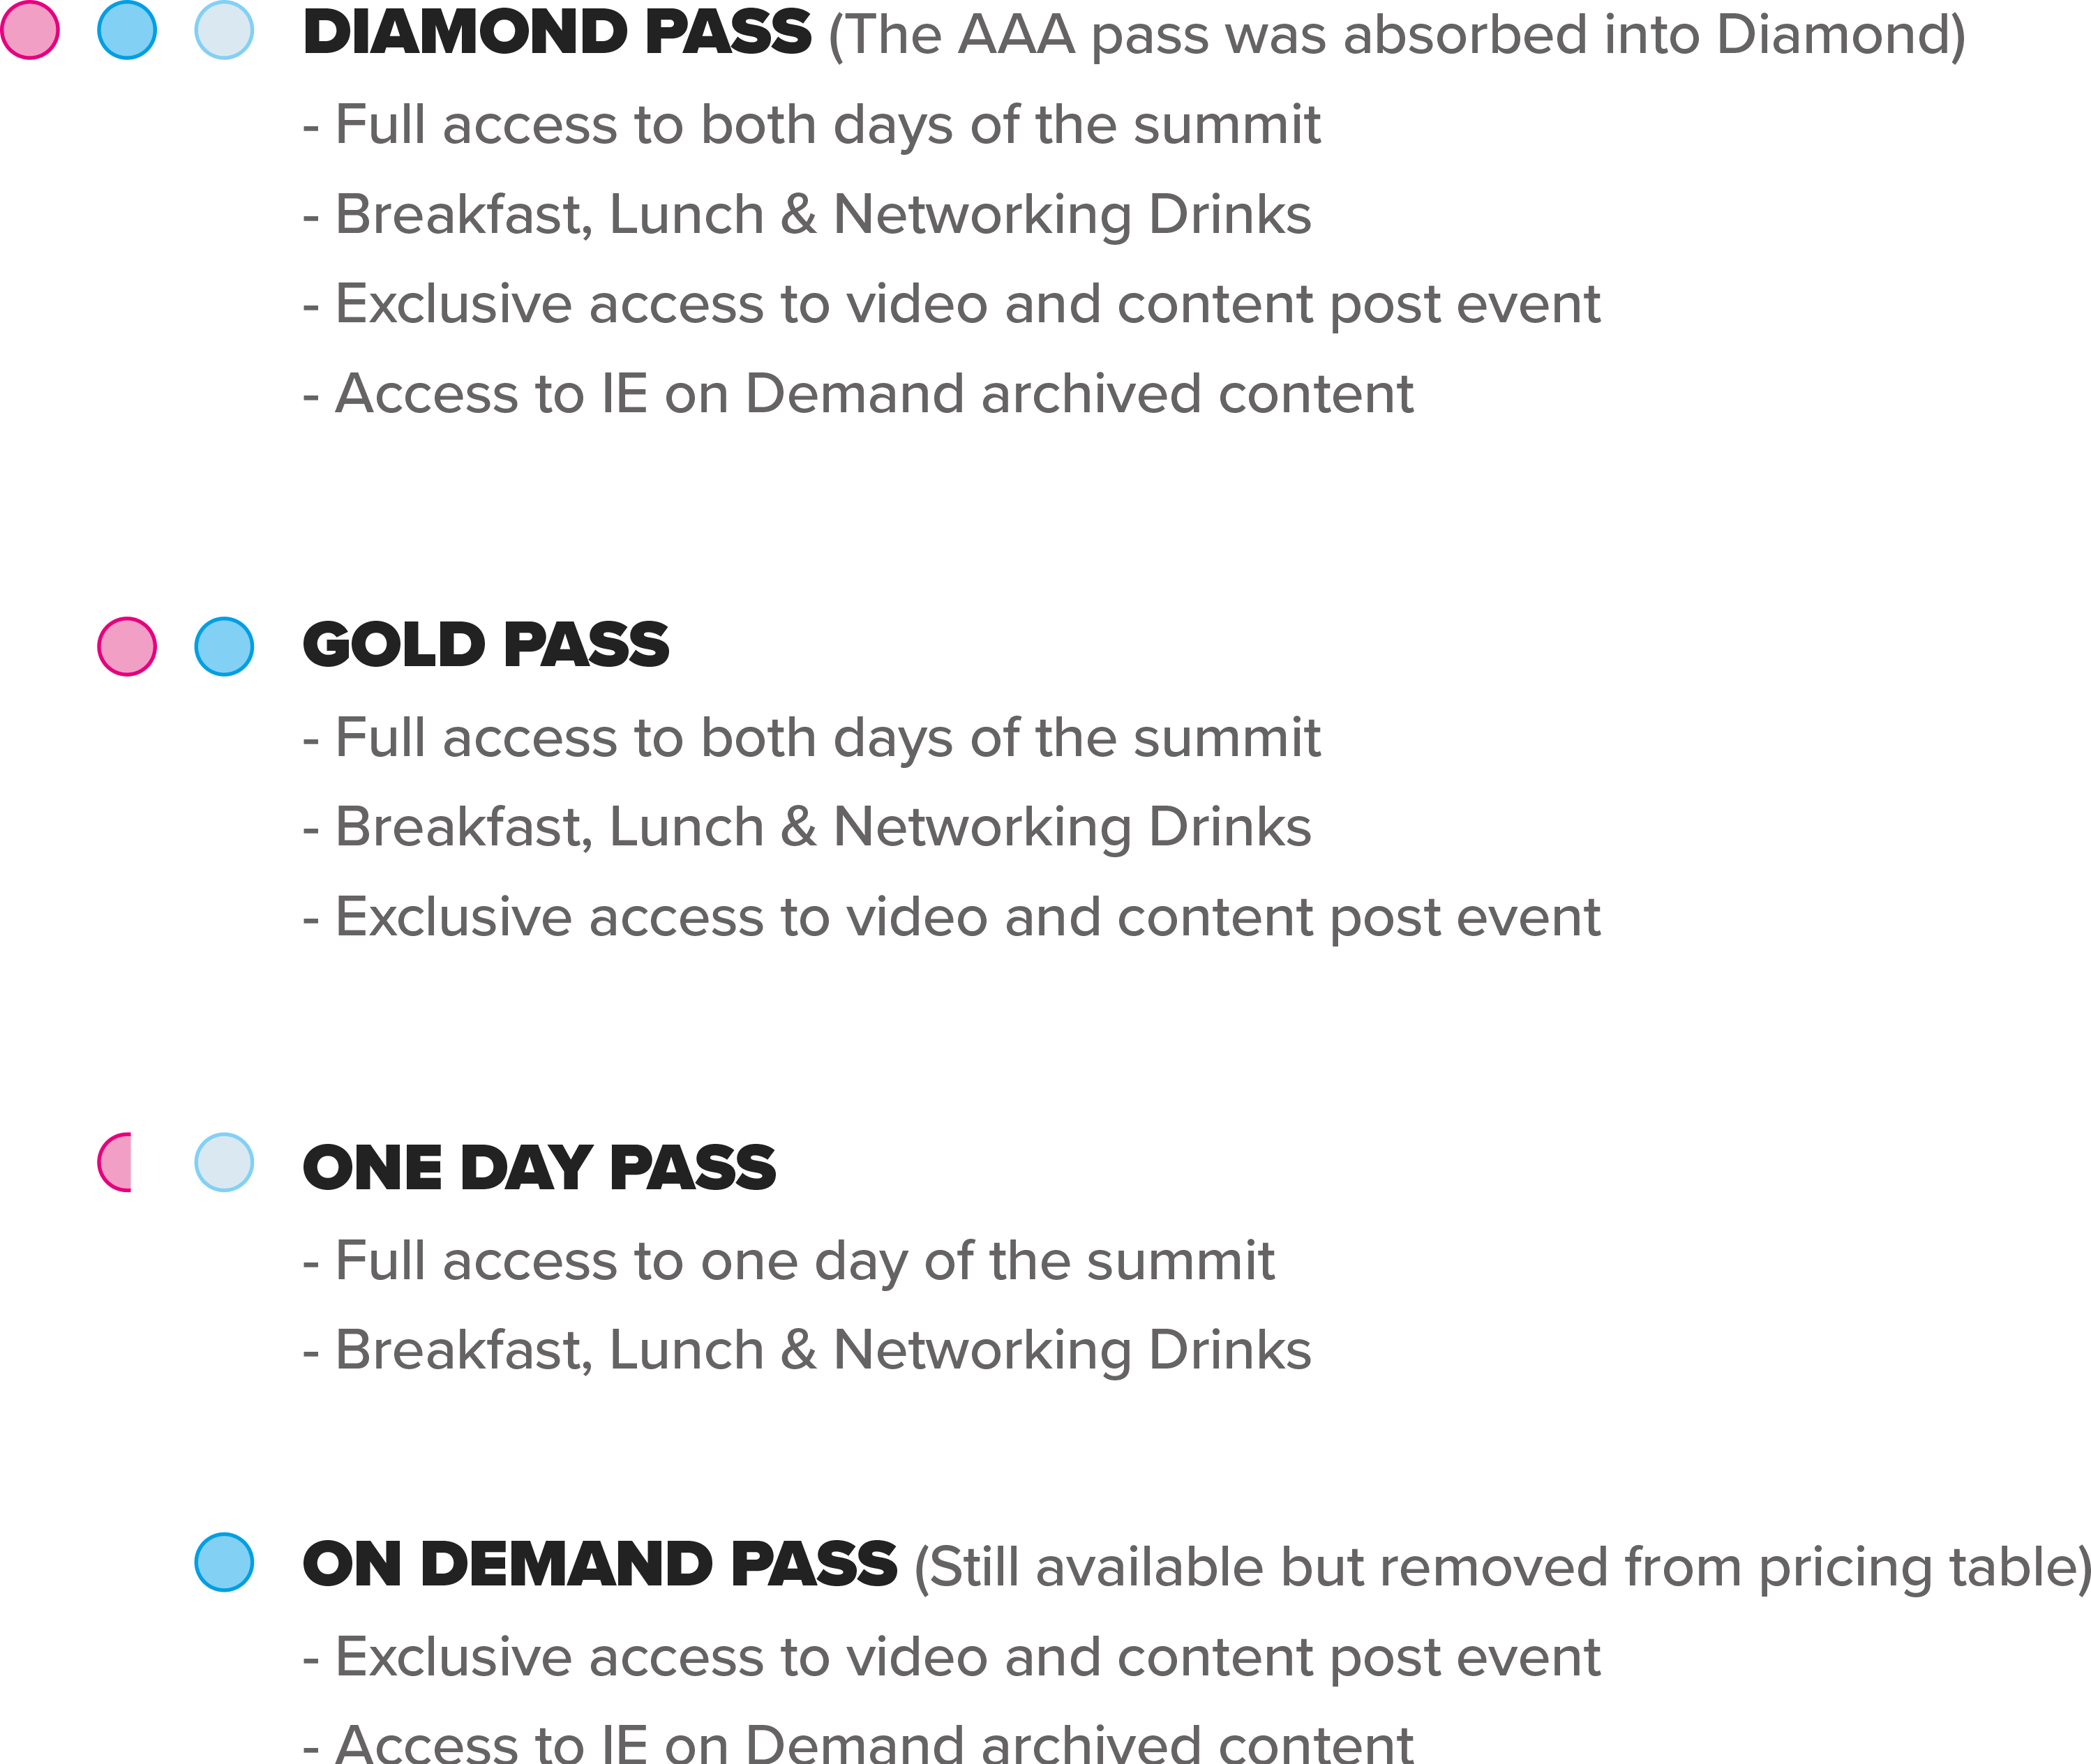 DIAMOND PASS (The AAA pass was absorbed into Diamond)
- Full access to both days of the summit
- Breakfast, Lunch & Networking Drinks
- Exclusive access to video and content post event
- Access to IE on Demand archived content
GOLD PASS
- Full access to both days of the summit
- Breakfast, Lunch & Networking Drinks
- Exclusive access to video and content post event
ONE DAY PASS
- Full access to one day of the summit
- Breakfast, Lunch & Networking Drinks
ON DEMAND PASS (Still available but removed from pricing table)
- Exclusive access to video and content post event
- Access to IE on Demand archived content